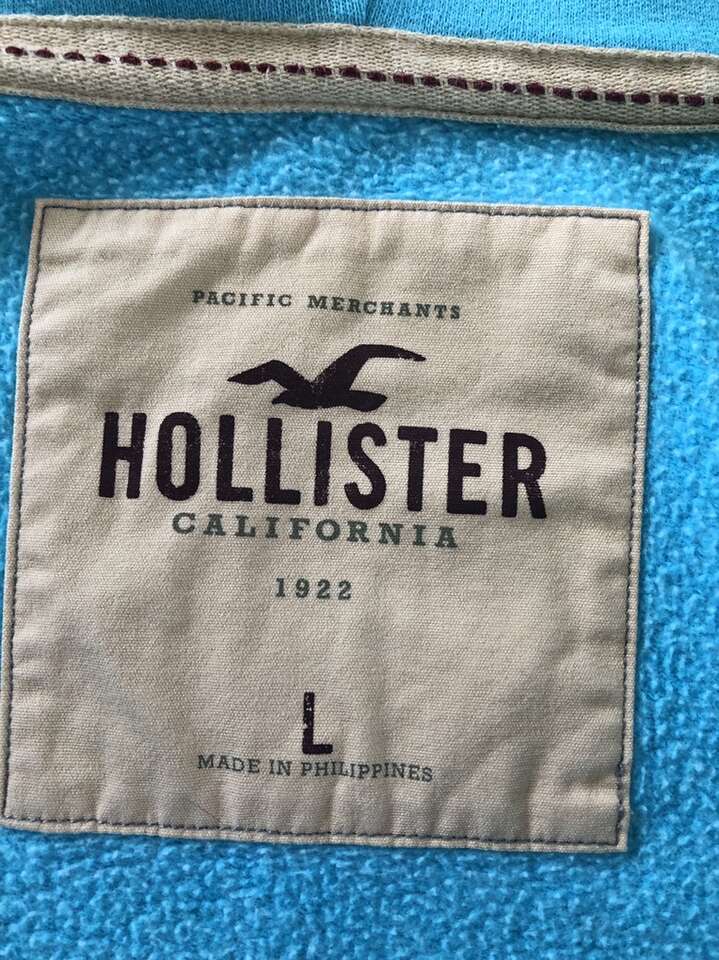 PACIFIC MERCHANTS
HOLLISTER
CALIFORNIA
1922
L
MADE IN PHILIPPINES